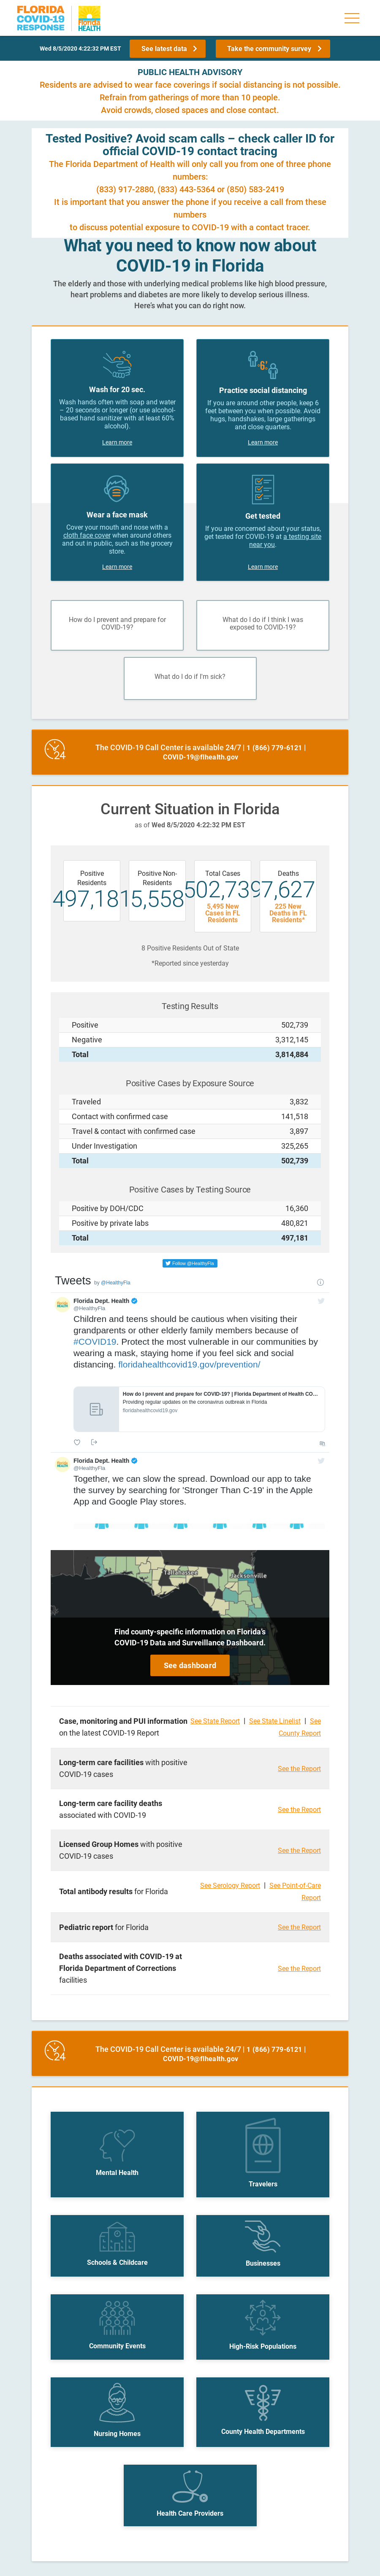 FLORIDA
COVID-19
RESPONSE
Florida
HEALTH
Wed 8/5/2020 4:22:32 PM EST
See latest data
Take the community survey
PUBLIC HEALTH ADVISORY
Residents are advised to wear face coverings if social distancing is not possible.
Refrain from gatherings of more than 10 people.
Avoid crowds, closed spaces and close contact.
Tested Positive? Avoid scam calls – check caller ID for
official COVID-19 contact tracing
The Florida Department of Health will only call you from one of three phone
numbers:
(833) 917-2880, (833) 443-5364 or (850) 583-2419
It is important that you answer the phone if you receive a call from these
numbers
to discuss potential exposure to COVID-19 with a contact tracer.
What you need to know now about
COVID-19 in Florida
The elderly and those with underlying medical problems like high blood pressure,
heart problems and diabetes are more likely to develop serious illness.
Here's what you can do right now.
Wash for 20 sec.
Wash hands often with soap and water
– 20 seconds or longer (or use alcohol-
based hand sanitizer with at least 60%
alcohol).
Learn more
6'
Practice social distancing
If you are around other people, keep 6
feet between you when possible. Avoid
hugs, handshakes, large gatherings
and close quarters.
Learn more
Wear a face mask
Cover your mouth and nose with a
cloth face cover when around others
and out in public, such as the grocery
store.
Learn more
Get tested
If you are concerned about your status,
get tested for COVID-19 at a testing site
near you.
Learn more
How do I prevent and prepare for
COVID-19?
What do I do if I think I was
exposed to COVID-19?
What do I do if I'm sick?
24
The COVID-19 Call Center is available 24/7 | 1 (866) 779-6121 |
COVID-19@flhealth.gov
Current Situation in Florida
as of Wed 8/5/2020 4:22:32 PM EST
Positive
Residents
497,181
Positive Non-
Residents
5,558
Total Cases
502,739
5,495 New
Cases in FL
Residents
Deaths
7,627
225 New
Deaths in FL
Residents*
8 Positive Residents Out of State
*Reported since yesterday
Testing Results
Positive 502,739
Negative 3,312,145
Total 3,814,884
Positive Cases by Exposure Source
Traveled 3,832
Contact with confirmed case 141,518
Travel & contact with confirmed case 3,897
Under Investigation 325,265
Total 502,739
Positive Cases by Testing Source
Positive by DOH/CDC 16,360
Positive by private labs 480,821
Total 497,181
Follow @HealthyFla
Tweets by @HealthyFla
Florida Dept. Health
@HealthyFla
Children and teens should be cautious when visiting their
grandparents or other elderly family members because of
#COVID19. Protect the most vulnerable in our communities by
wearing a mask, staying home if you feel sick and social
distancing. floridahealthcovid19.gov/prevention/
How do I prevent and prepare for COVID-19? | Florida Department of Health CO…
Providing regular updates on the coronavirus outbreak in Florida
floridahealthcovid19.gov
Florida Dept. Health
@HealthyFla
Together, we can slow the spread. Download our app to take
the survey by searching for 'Stronger Than C-19' in the Apple
App and Google Play stores.
Tallahassee
Jacksonville
Find county-specific information on Florida's
COVID-19 Data and Surveillance Dashboard.
See dashboard
Case, monitoring and PUI information
on the latest COVID-19 Report
See State Report | See State Linelist | See
County Report
Long-term care facilities with positive
COVID-19 cases
See the Report
Long-term care facility deaths
associated with COVID-19
See the Report
Licensed Group Homes with positive
COVID-19 cases
See the Report
Total antibody results for Florida
See Serology Report | See Point-of-Care
Report
Pediatric report for Florida
See the Report
Deaths associated with COVID-19 at
Florida Department of Corrections
facilities
See the Report
24
The COVID-19 Call Center is available 24/7 | 1 (866) 779-6121 |
COVID-19@flhealth.gov
Mental Health
Travelers
Schools & Childcare
Businesses
Community Events
High-Risk Populations
Nursing Homes
County Health Departments
Health Care Providers